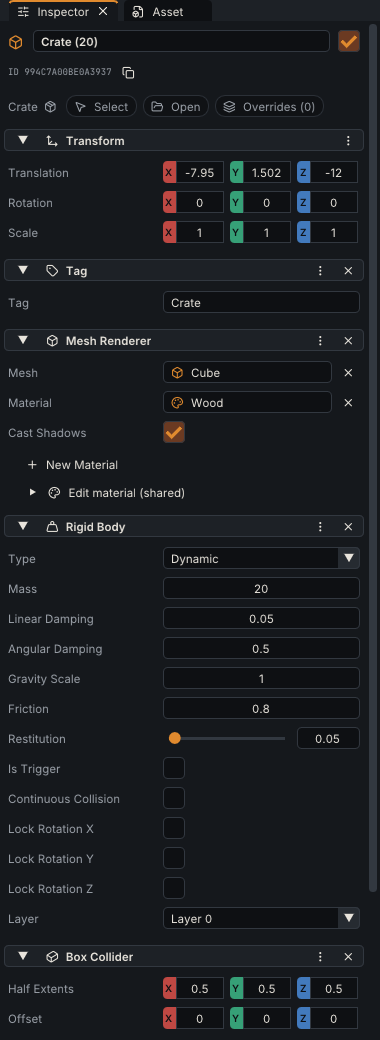 Inspector Asset
Crate (20)
ID 994C7A00BE0A3937
Crate Select Open Overrides (0)
Transform
Translation X -7.95 Y 1.502 Z -12
Rotation X 0 Y 0 Z 0
Scale X 1 Y 1 Z 1
Tag
Tag Crate
Mesh Renderer
Mesh Cube
Material Wood
Cast Shadows
New Material
Edit material (shared)
Rigid Body
Type Dynamic
Mass 20
Linear Damping 0.05
Angular Damping 0.5
Gravity Scale 1
Friction 0.8
Restitution 0.05
Is Trigger
Continuous Collision
Lock Rotation X
Lock Rotation Y
Lock Rotation Z
Layer Layer 0
Box Collider
Half Extents X 0.5 Y 0.5 Z 0.5
Offset X 0 Y 0 Z 0